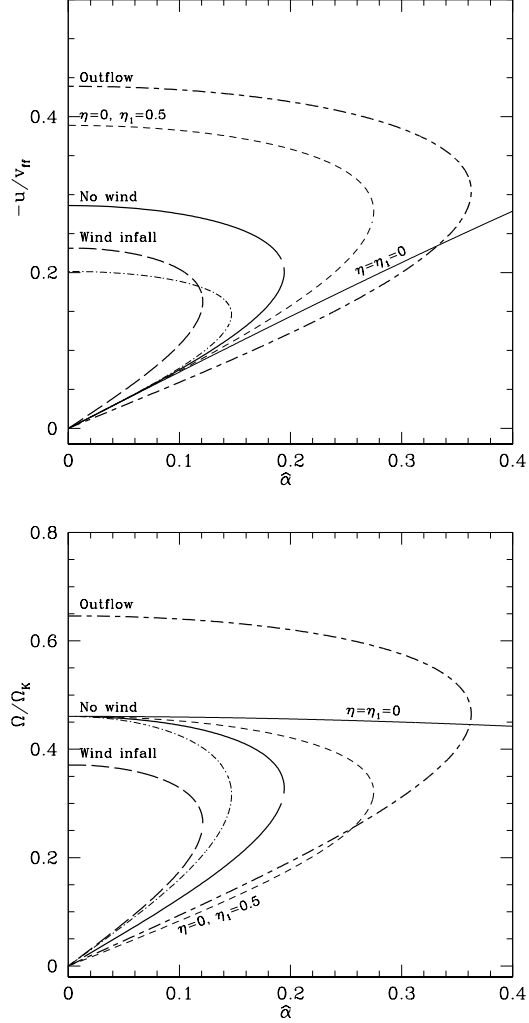 Outflow
η=0, η₁=0.5
No wind
Wind infall
η=η₁=0
−u/v_ff
0.4
0.2
0
0 0.1 0.2 0.3 0.4
α̂
0.8
0.6
0.4
0.2
0
Outflow
No wind
η=η₁=0
Wind infall
η=0, η₁=0.5
Ω/Ω_K
0 0.1 0.2 0.3 0.4
α̂